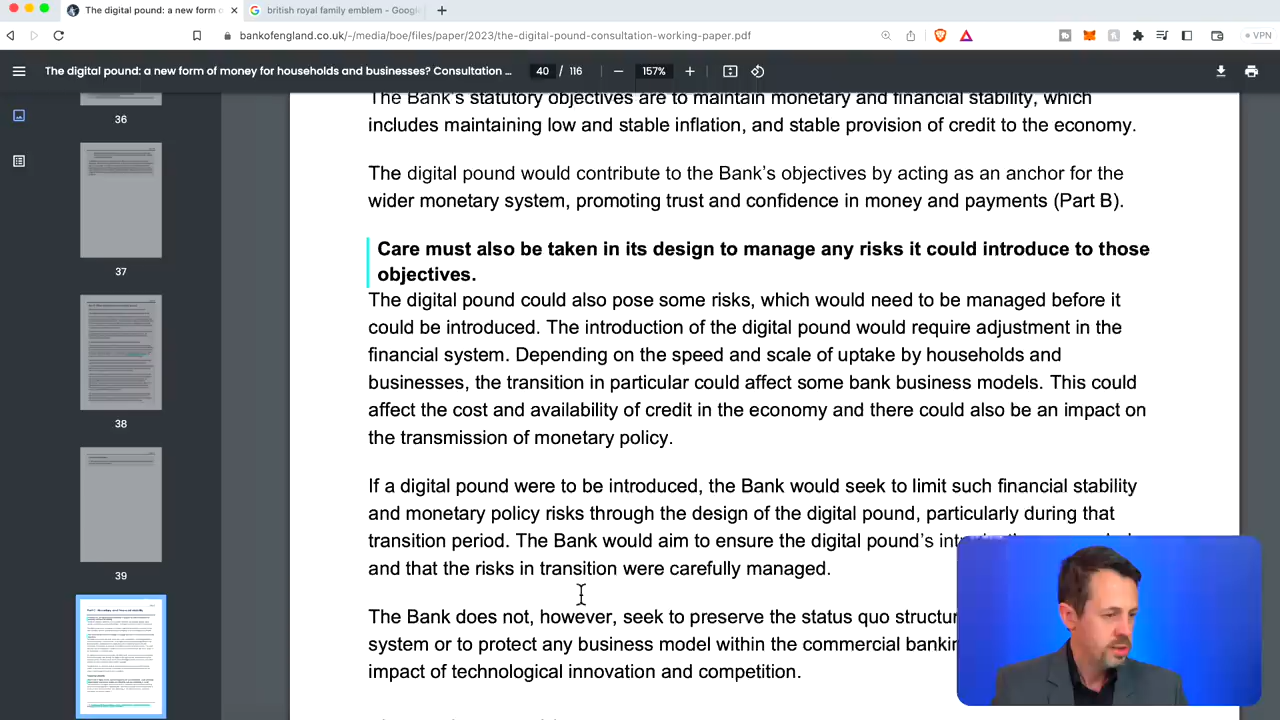 The digital pound: a new form o
british royal family emblem - Googl
bankofengland.co.uk/-/media/boe/files/paper/2023/the-digital-pound-consultation-working-paper.pdf
VPN
The digital pound: a new form of money for households and businesses? Consultation ...
40 / 116
157%
36
37
38
39
The Bank's statutory objectives are to maintain monetary and financial stability, which
includes maintaining low and stable inflation, and stable provision of credit to the economy.
The digital pound would contribute to the Bank's objectives by acting as an anchor for the
wider monetary system, promoting trust and confidence in money and payments (Part B).
Care must also be taken in its design to manage any risks it could introduce to those
objectives.
The digital pound could also pose some risks, which would need to be managed before it
could be introduced. The introduction of the digital pound would require adjustment in the
financial system. Depending on the speed and scale of uptake by households and
businesses, the transition in particular could affect some bank business models. This could
affect the cost and availability of credit in the economy and there could also be an impact on
the transmission of monetary policy.
If a digital pound were to be introduced, the Bank would seek to limit such financial stability
and monetary policy risks through the design of the digital pound, particularly during that
transition period. The Bank would aim to ensure the digital pound's
and that the risks in transition were carefully managed.
The Bank does not, however, seek to preserve the status quo
system or to protect any business model within the commercial
impact of technological innovation and competition.